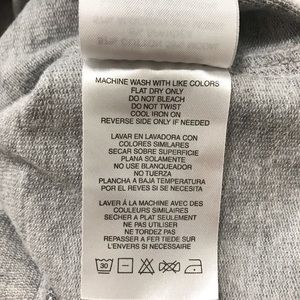 MACHINE WASH WITH LIKE COLORS
FLAT DRY ONLY
DO NOT BLEACH
DO NOT TWIST
COOL IRON ON
REVERSE SIDE ONLY IF NEEDED
LAVAR EN LAVADORA CON
COLORES SIMILARES
SECAR SOBRE SUPERFICIE
PLANA SOLAMENTE
NO USE BLANQUEADOR
NO TUERZA
PLANCHA A BAJA TEMPERATURA
POR EL REVES SI SE NECESITA
LAVER À LA MACHINE AVEC DES
COULEURS SIMILAIRES
SECHER A PLAT SEULEMENT
NE PAS BLANCHIR
NE TORDEZ PAS
REPASSER A FER TIEDE SUR
L'ENVERS SI NECESSAIRE
30